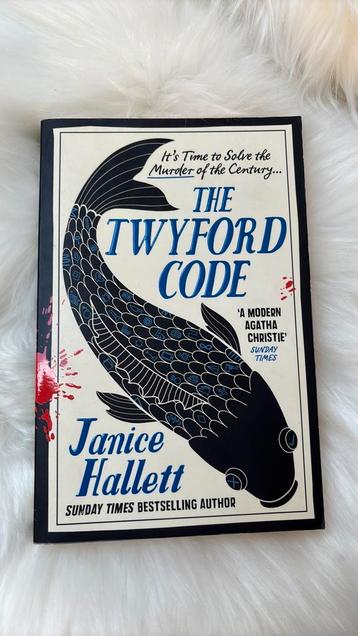 It's Time to Solve the
Murder of the Century...
THE
TWYFORD
CODE
'A MODERN
AGATHA
CHRISTIE'
SUNDAY
TIMES
Janice
Hallett
SUNDAY TIMES BESTSELLING AUTHOR